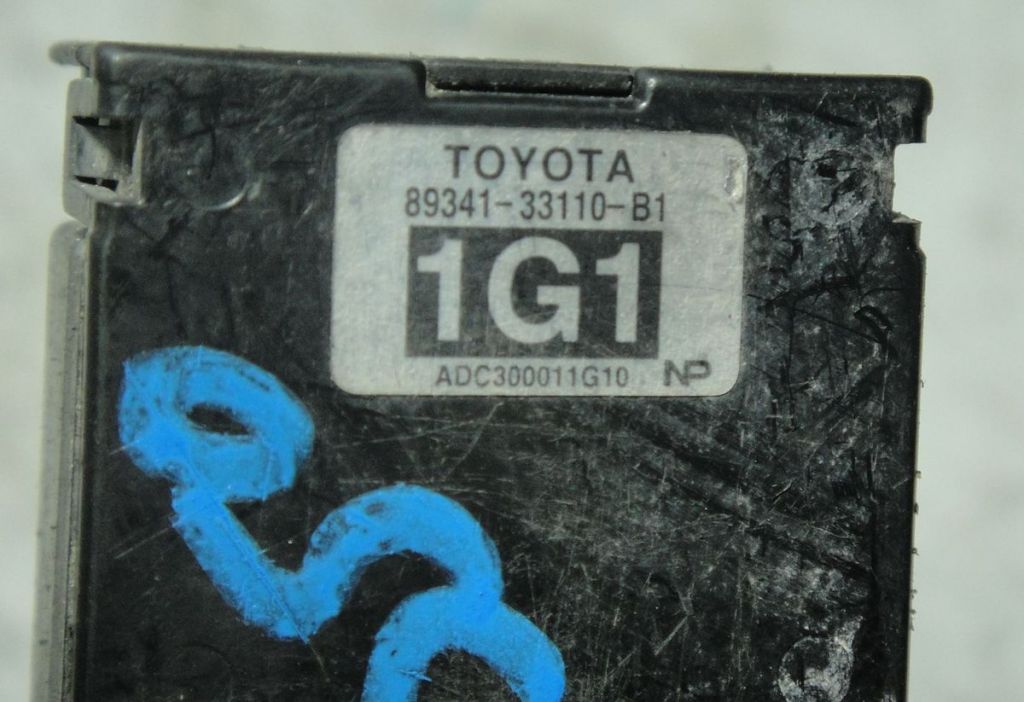 TOYOTA
89341-33110-B1
1G1
ADC300011G10 NP